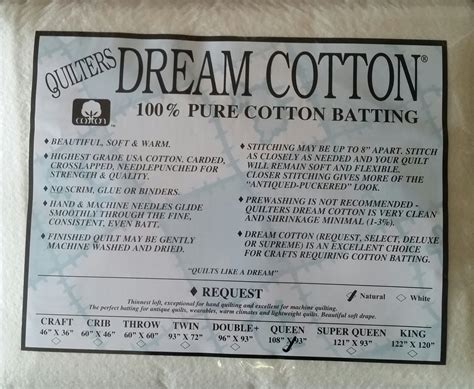 QUILTERS DREAM COTTON®
100% PURE COTTON BATTING
COTTON
♦ BEAUTIFUL, SOFT & WARM.
♦ HIGHEST GRADE USA COTTON. CARDED,
CROSSLAPPED, NEEDLEPUNCHED FOR
STRENGTH & QUALITY.
♦ NO SCRIM, GLUE OR BINDERS.
♦ HAND & MACHINE NEEDLES GLIDE
SMOOTHLY THROUGH THE FINE,
CONSISTENT, EVEN BATT.
♦ FINISHED QUILT MAY BE GENTLY
MACHINE WASHED AND DRIED.
♦ STITCHING MAY BE UP TO 8" APART. STITCH
AS CLOSELY AS NEEDED AND YOUR QUILT
WILL REMAIN SOFT AND FLEXIBLE.
CLOSER STITCHING GIVES MORE OF THE
"ANTIQUED-PUCKERED" LOOK.
♦ PREWASHING IS NOT RECOMMENDED -
QUILTERS DREAM COTTON IS VERY CLEAN
AND SHRINKAGE MINIMAL (1-3%).
♦ DREAM COTTON (REQUEST, SELECT, DELUXE
OR SUPREME) IS AN EXCELLENT CHOICE
FOR CRAFTS REQUIRING COTTON BATTING.
"QUILTS LIKE A DREAM"
♦ REQUEST
Natural White
Thinnest loft, exceptional for hand quilting and excellent for machine quilting.
The perfect batting for antique quilts, wearables, warm climates and lightweight quilts. Beautiful soft drape.
CRAFT CRIB THROW TWIN DOUBLE+ QUEEN SUPER QUEEN KING
46" X 36" 60" X 46" 60" X 60" 93" X 72" 96" X 93" 108" X 93" 121" X 93" 122" X 120"